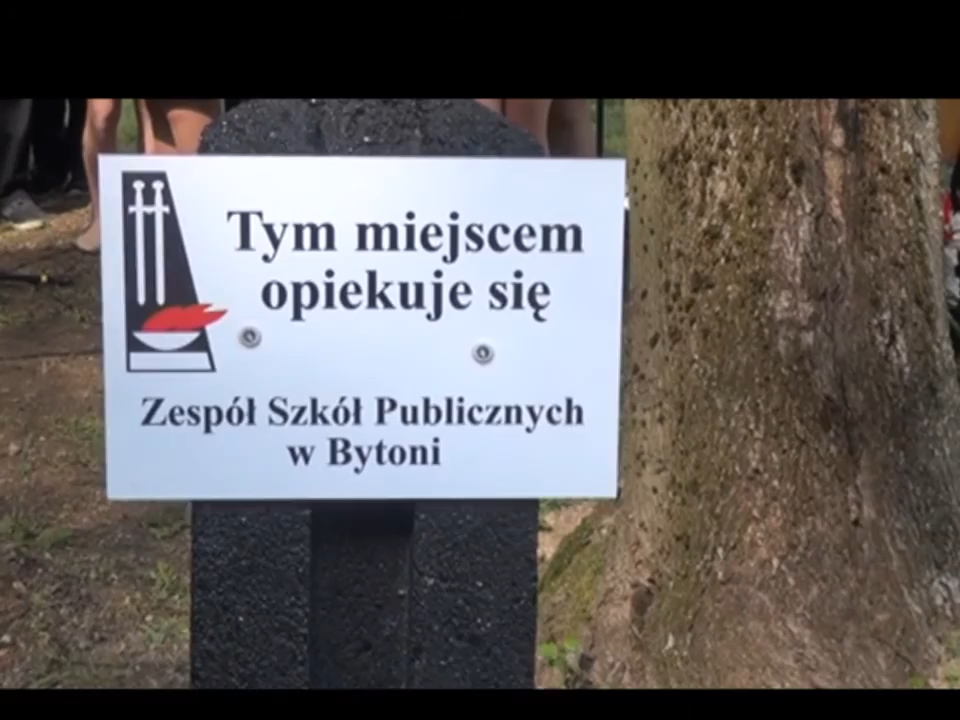 Tym miejscem
opiekuje się
Zespół Szkół Publicznych
w Bytoni